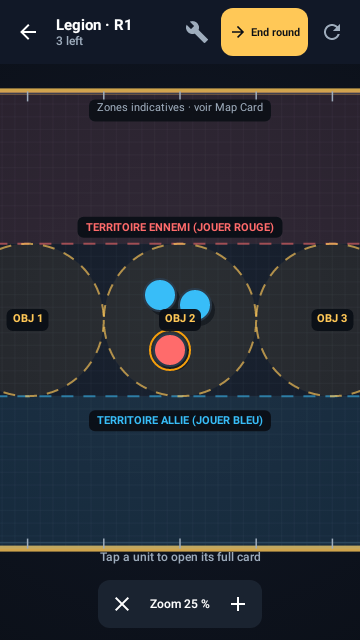 Legion · R1
3 left
End round
Zones indicatives · voir Map Card
TERRITOIRE ENNEMI (JOUER ROUGE)
OBJ 1
OBJ 2
OBJ 3
TERRITOIRE ALLIE (JOUER BLEU)
Tap a unit to open its full card
Zoom 25 %